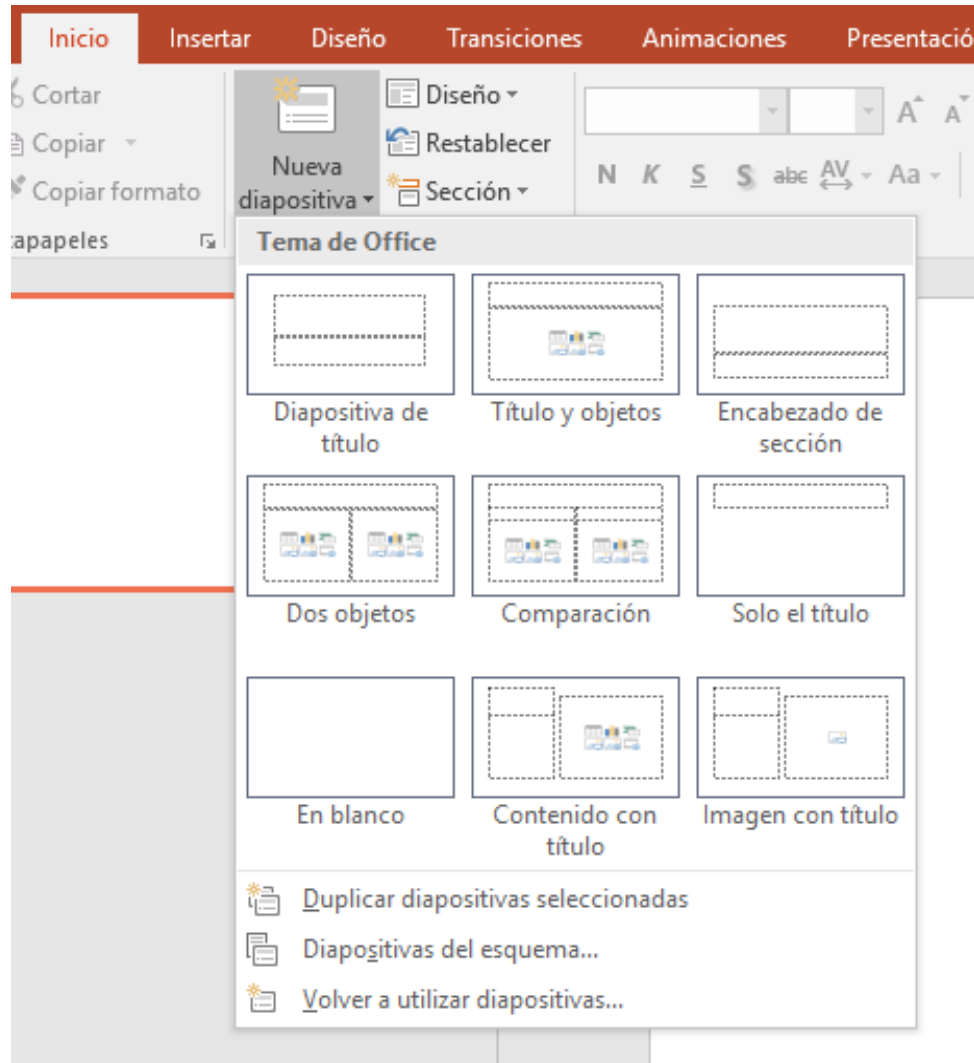 Inicio Insertar Diseño Transiciones Animaciones Presentació
Cortar
Copiar
Copiar formato
apapeles
Nueva
diapositiva
Diseño
Restablecer
Sección
A A
N K S S abc AV Aa
Tema de Office
Diapositiva de
título
Título y objetos
Encabezado de
sección
Dos objetos
Comparación
Solo el título
En blanco
Contenido con
título
Imagen con título
Duplicar diapositivas seleccionadas
Diapositivas del esquema...
Volver a utilizar diapositivas...